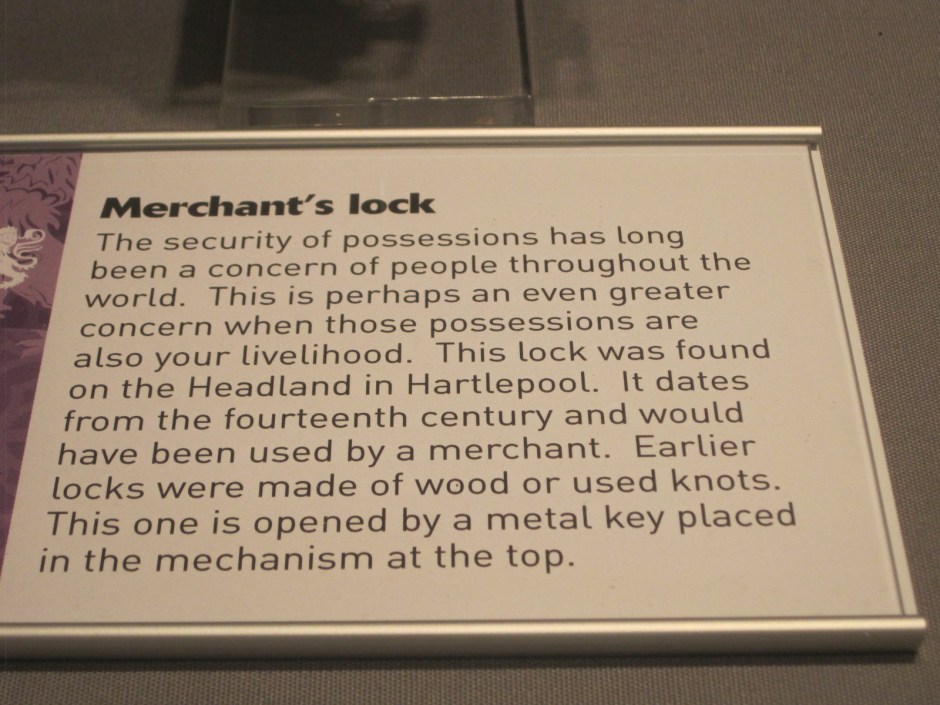 Merchant's lock
The security of possessions has long
been a concern of people throughout the
world. This is perhaps an even greater
concern when those possessions are
also your livelihood. This lock was found
on the Headland in Hartlepool. It dates
from the fourteenth century and would
have been used by a merchant. Earlier
locks were made of wood or used knots.
This one is opened by a metal key placed
in the mechanism at the top.